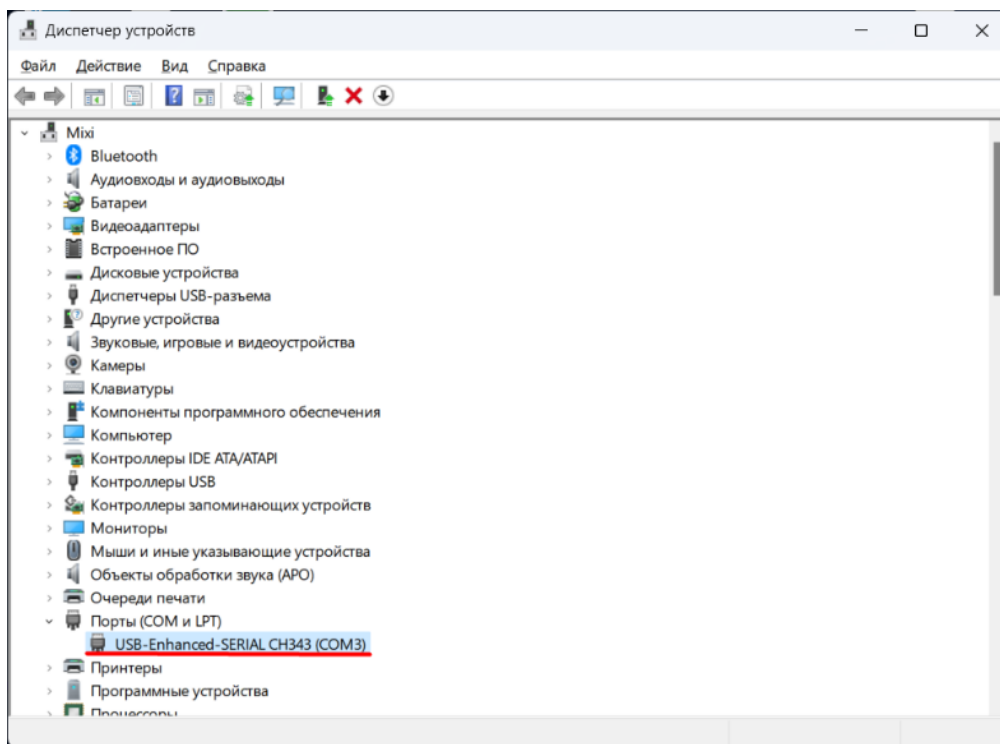 Диспетчер устройств
Файл Действие Вид Справка
Mixi
Bluetooth
Аудиовходы и аудиовыходы
Батареи
Видеоадаптеры
Встроенное ПО
Дисковые устройства
Диспетчеры USB-разъема
Другие устройства
Звуковые, игровые и видеоустройства
Камеры
Клавиатуры
Компоненты программного обеспечения
Компьютер
Контроллеры IDE ATA/ATAPI
Контроллеры USB
Контроллеры запоминающих устройств
Мониторы
Мыши и иные указывающие устройства
Объекты обработки звука (APO)
Очереди печати
Порты (COM и LPT)
USB-Enhanced-SERIAL CH343 (COM3)
Принтеры
Программные устройства
Процессоры